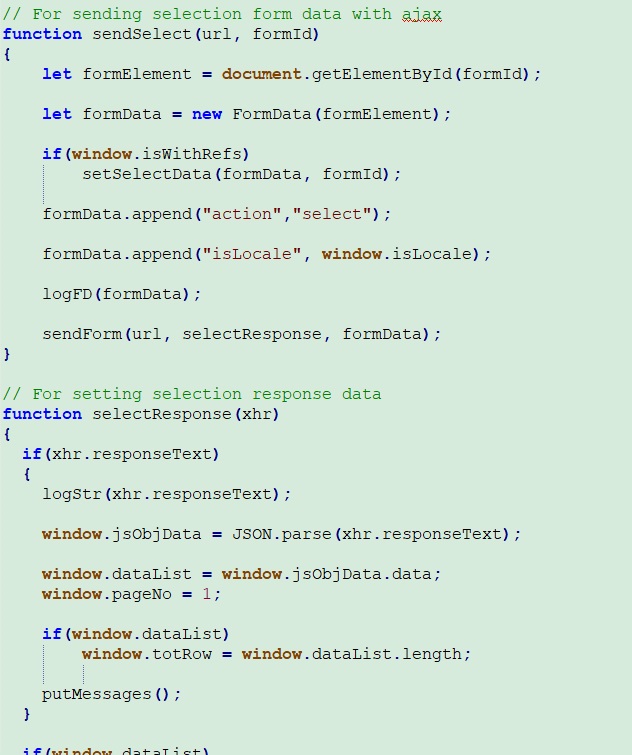 // For sending selection form data with ajax
function sendSelect(url, formId)
{
let formElement = document.getElementById(formId);
let formData = new FormData(formElement);
if(window.isWithRefs)
setSelectData(formData, formId);
formData.append("action","select");
formData.append("isLocale", window.isLocale);
logFD(formData);
sendForm(url, selectResponse, formData);
}
// For setting selection response data
function selectResponse(xhr)
{
if(xhr.responseText)
{
logStr(xhr.responseText);
window.jsObjData = JSON.parse(xhr.responseText);
window.dataList = window.jsObjData.data;
window.pageNo = 1;
if(window.dataList)
window.totRow = window.dataList.length;
putMessages();
}
if(window.dataList)